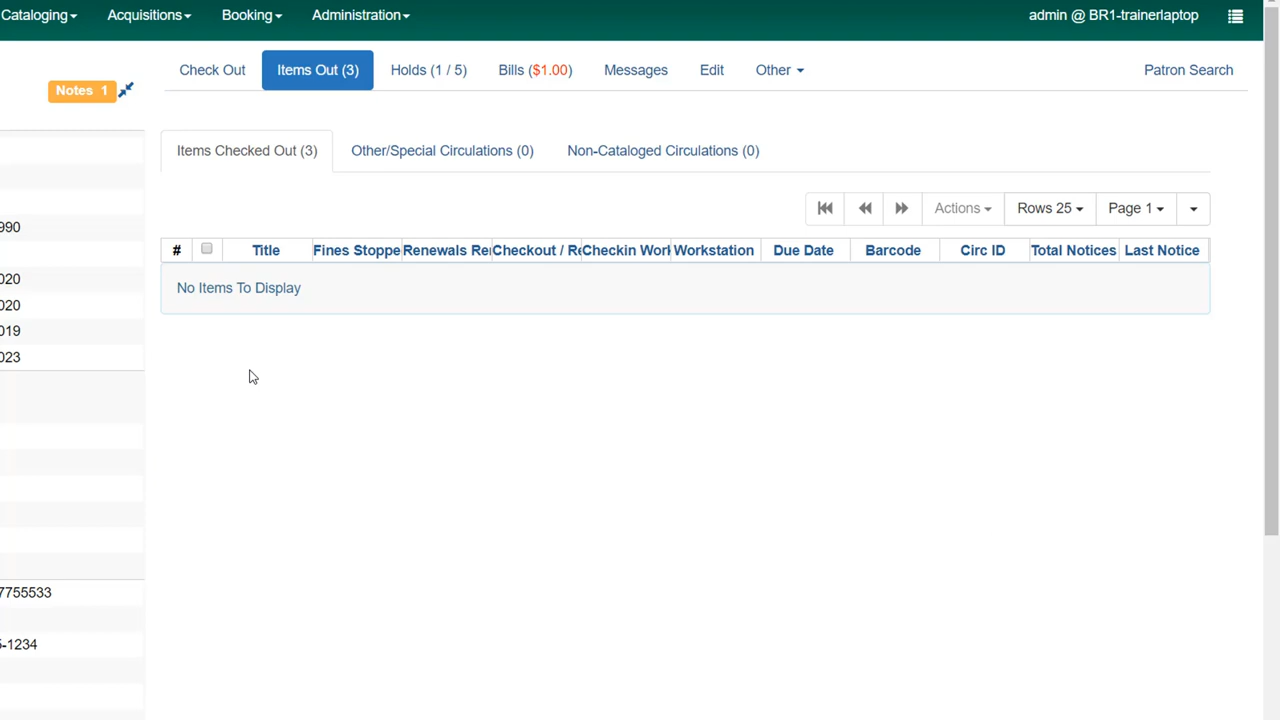 Cataloging Acquisitions Booking Administration admin @ BR1-trainerlaptop
Check Out Items Out (3) Holds (1 / 5) Bills ($1.00) Messages Edit Other Patron Search
Notes 1
Items Checked Out (3) Other/Special Circulations (0) Non-Cataloged Circulations (0)
Actions Rows 25 Page 1
# Title Fines Stoppe Renewals Re Checkout / Re Checkin Work Workstation Due Date Barcode Circ ID Total Notices Last Notice
No Items To Display
990
020
020
019
023
7755533
-1234